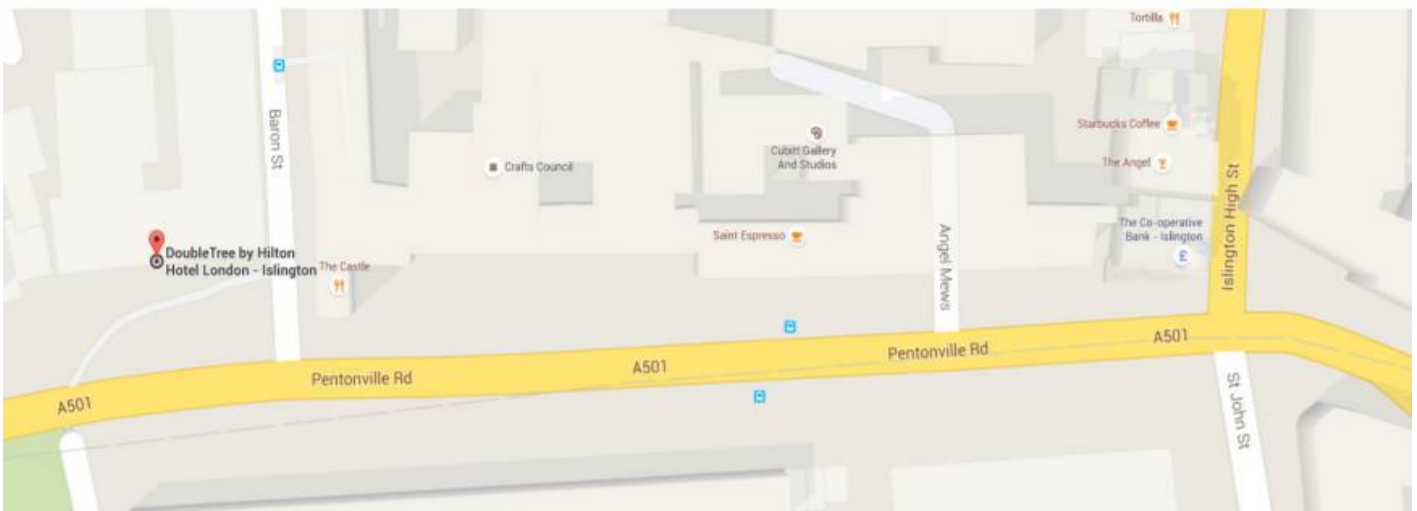 Tortilla
Baron St
Starbucks Coffee
Cubitt Gallery
And Studios
Crafts Council
The Angel
Islington High St
The Co-operative
Bank - Islington
£
Saint Espresso
Angel Mews
DoubleTree by Hilton
Hotel London - Islington
The Castle
A501
Pentonville Rd
A501
Pentonville Rd
A501
St John St